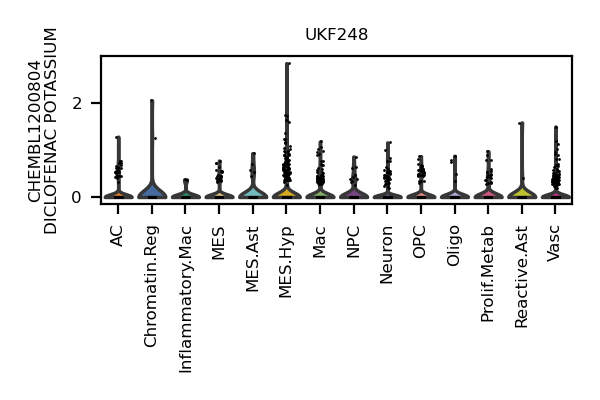 UKF248
CHEMBL1200804
DICLOFENAC POTASSIUM
2
0
AC
Chromatin.Reg
Inflammatory.Mac
MES
MES.Ast
MES.Hyp
Mac
NPC
Neuron
OPC
Oligo
Prolif.Metab
Reactive.Ast
Vasc